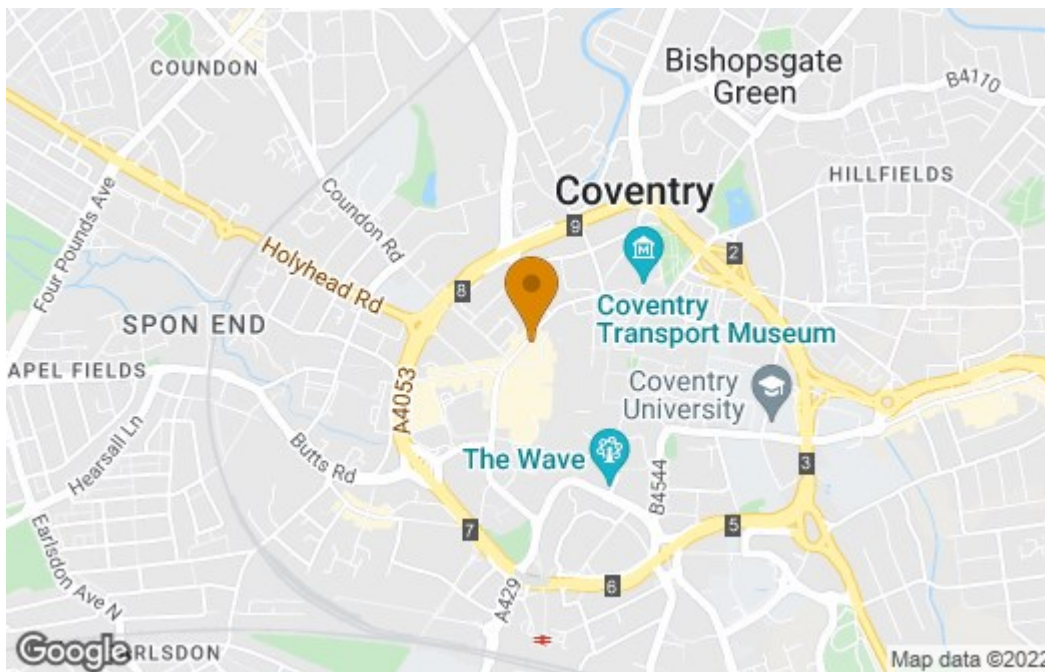 COUNDON
Bishopsgate
Green
B4110
Four Pounds Ave
Coundon Rd
HILLFIELDS
Coventry
9
2
Holyhead Rd
8
Coventry
Transport Museum
SPON END
A4053
APEL FIELDS
Coventry
University
Hearsall Ln
Butts Rd
The Wave
B4544
3
7
5
Earlsdon Ave N
6
A429
Google
ARLSDON
Map data ©2022